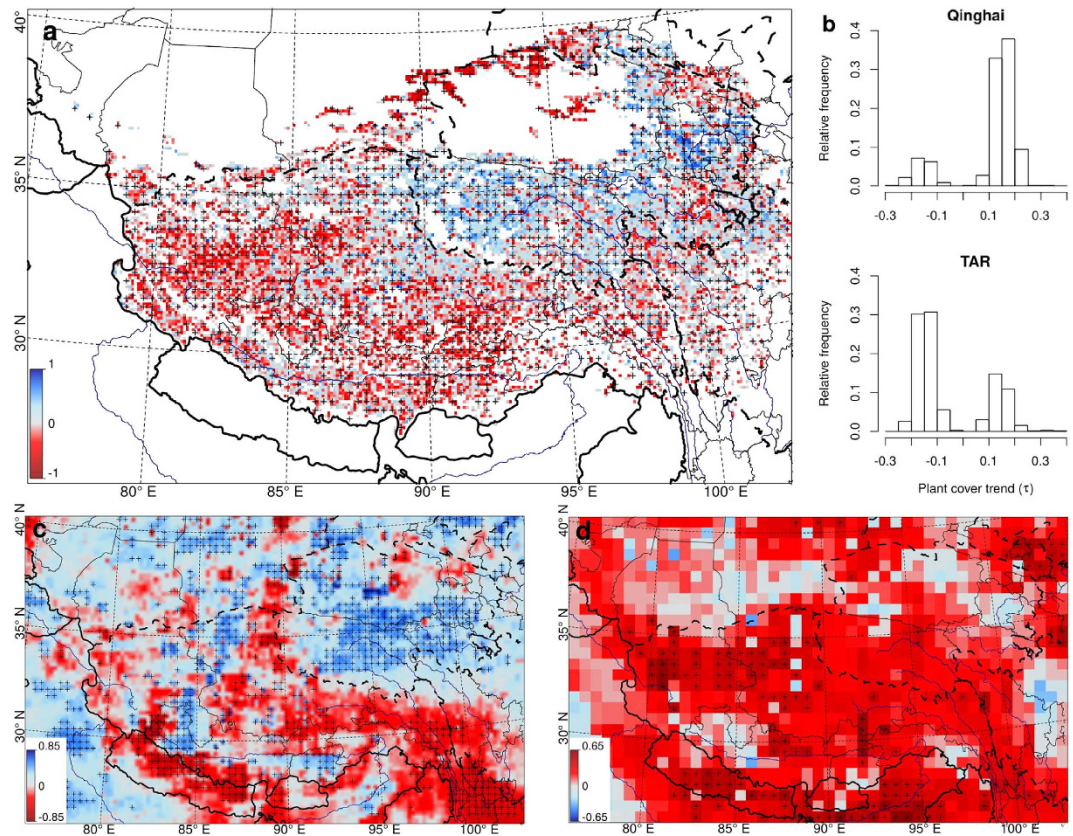 a
40° N
35° N
30° N
1
0
-1
80° E
85° E
90° E
95° E
100° E
b
Qinghai
Relative frequency
0.4
0.3
0.2
0.1
0.0
-0.3
-0.1
0.1
0.3
TAR
Relative frequency
0.4
0.3
0.2
0.1
0.0
-0.3
-0.1
0.1
0.3
Plant cover trend (τ)
c
40° N
35° N
30° N
0.85
0
-0.85
80° E
85° E
90° E
95° E
100° E
d
40° N
35° N
30° N
0.65
0
-0.65
80° E
85° E
90° E
95° E
100° E